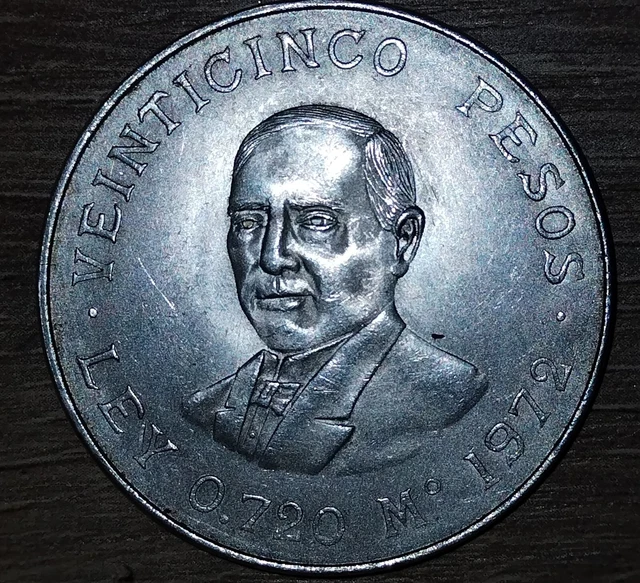 VEINTICINCO PESOS
LEY 0.720 Mº 1972